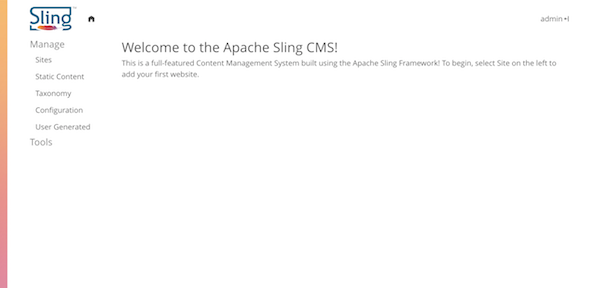 Sling
admin
Manage
Welcome to the Apache Sling CMS!
Sites
This is a full-featured Content Management System built using the Apache Sling Framework! To begin, select Site on the left to
add your first website.
Static Content
Taxonomy
Configuration
User Generated
Tools